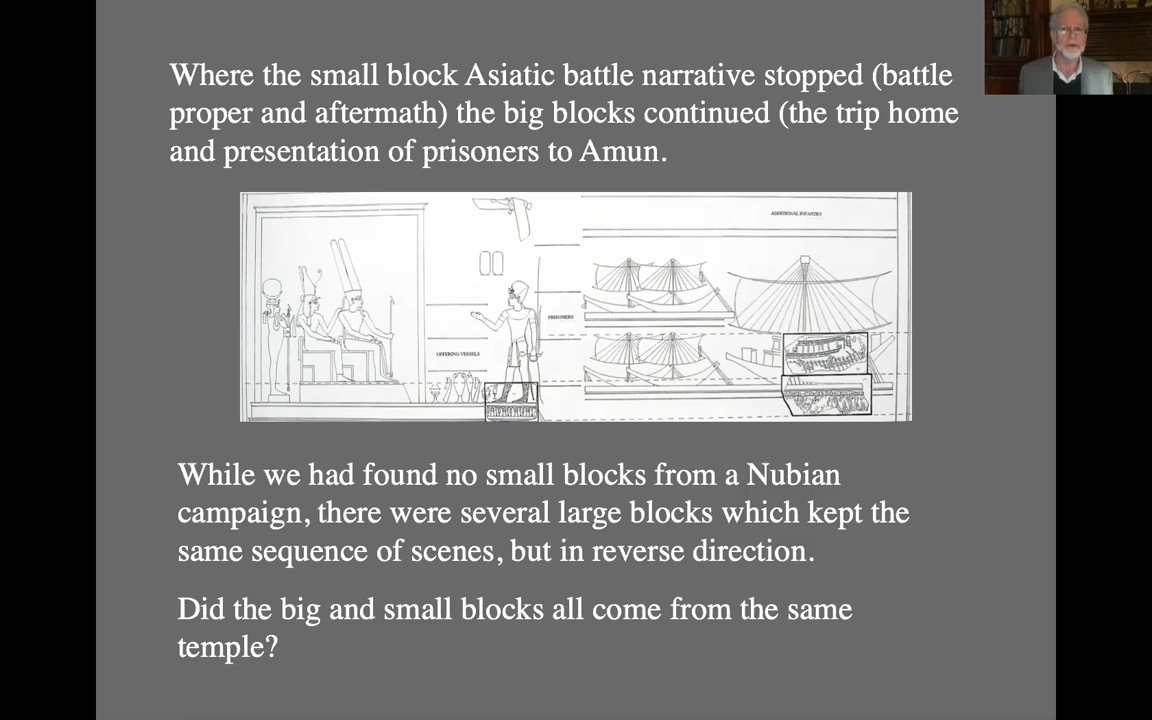 Where the small block Asiatic battle narrative stopped (battle
proper and aftermath) the big blocks continued (the trip home
and presentation of prisoners to Amun.
ADDITIONAL INFANTRY
PRISONERS
OFFERING VESSELS
While we had found no small blocks from a Nubian
campaign, there were several large blocks which kept the
same sequence of scenes, but in reverse direction.
Did the big and small blocks all come from the same
temple?